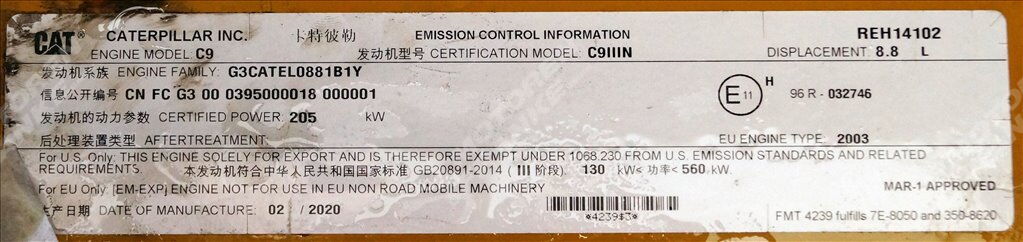 CAT CATERPILLAR INC. 卡特彼勒 EMISSION CONTROL INFORMATION REH14102
ENGINE MODEL: C9 发动机型号 CERTIFICATION MODEL: C9IIIN DISPLACEMENT: 8.8 L
发动机系族 ENGINE FAMILY: G3CATEL0881B1Y
信息公开编号 CN FC G3 00 0395000018 000001
E11 H 96 R - 032746
发动机的动力参数 CERTIFIED POWER: 205 kW
后处理装置类型 AFTERTREATMENT: EU ENGINE TYPE 2003
For U.S. Only: THIS ENGINE SOLELY FOR EXPORT AND IS THEREFORE EXEMPT UNDER 1068.230 FROM U.S. EMISSION STANDARDS AND RELATED
REQUIREMENTS. 本发动机符合中华人民共和国国家标准 GB20891-2014 (III阶段) 130 kW≤ 功率≤ 560 kW.
For EU Only: [EM-EXP] ENGINE NOT FOR USE IN EU NON ROAD MOBILE MACHINERY MAR-1 APPROVED
生产日期 DATE OF MANUFACTURE: 02 / 2020
*4239$3* FMT 4239 fulfills 7E-8050 and 350-8620